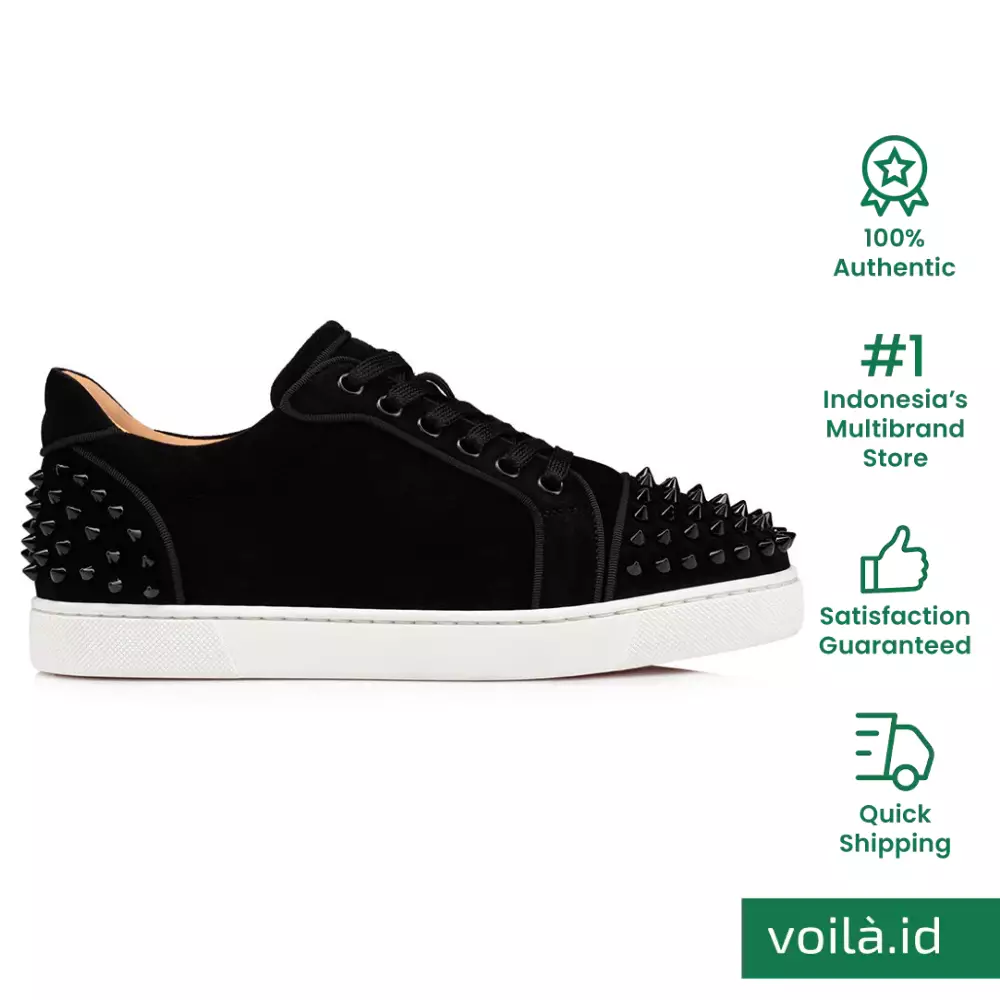 100%
Authentic
#1
Indonesia's
Multibrand
Store
Satisfaction
Guaranteed
Quick
Shipping
voilà.id